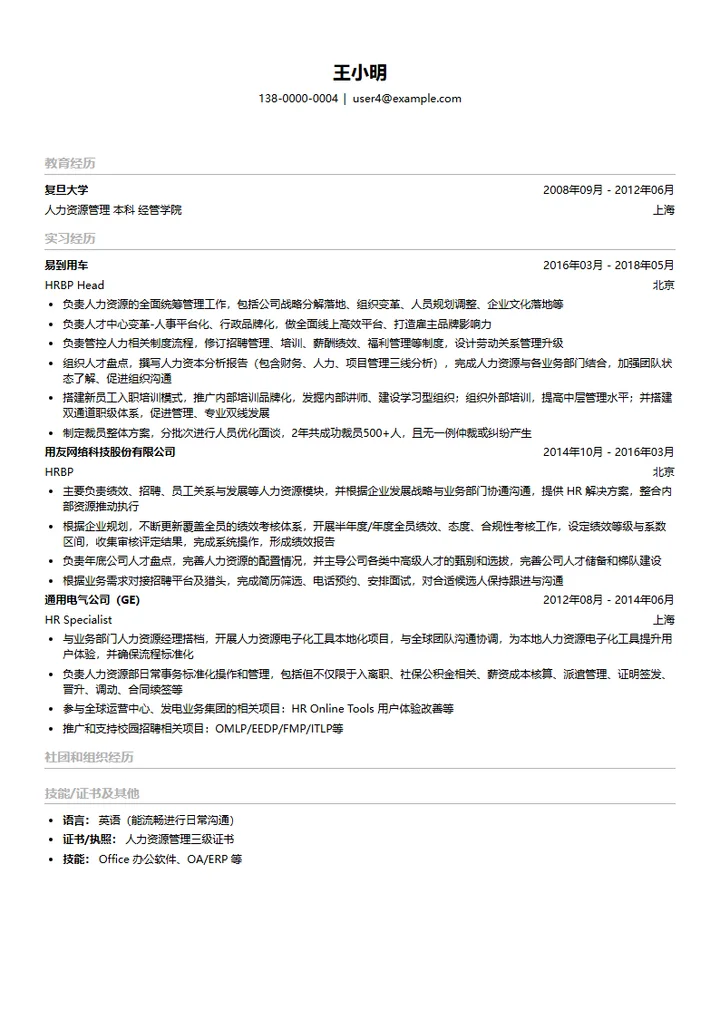 王小明
138-0000-0004 | user4@example.com
教育经历
复旦大学 2008年09月 - 2012年06月
人力资源管理 本科 经管学院 上海
实习经历
易到用车 2016年03月 - 2018年05月
HRBP Head 北京
• 负责人力资源的全面统筹管理工作，包括公司战略分解落地、组织变革、人员规划调整、企业文化落地等
• 负责人才中心变革-人事平台化、行政品牌化，做全面线上高效平台、打造雇主品牌影响力
• 负责管控人力相关制度流程，修订招聘管理、培训、薪酬绩效、福利管理等制度，设计劳动关系管理升级
• 组织人才盘点，撰写人力资本分析报告（包含财务、人力、项目管理三线分析），完成人力资源与各业务部门结合，加强团队状
态了解、促进组织沟通
• 搭建新员工入职培训模式，推广内部培训品牌化，发掘内部讲师、建设学习型组织；组织外部培训，提高中层管理水平；并搭建
双通道职级体系，促进管理、专业双线发展
• 制定裁员整体方案，分批次进行人员优化面谈，2年共成功裁员500+人，且无一例仲裁或纠纷产生
用友网络科技股份有限公司 2014年10月 - 2016年03月
HRBP 北京
• 主要负责绩效、招聘、员工关系与发展等人力资源模块，并根据企业发展战略与业务部门协通沟通，提供 HR 解决方案，整合内
部资源推动执行
• 根据企业规划，不断更新覆盖全员的绩效考核体系，开展半年度/年度全员绩效、态度、合规性考核工作，设定绩效等级与系数
区间，收集审核评定结果，完成系统操作，形成绩效报告
• 负责年底公司人才盘点，完善人力资源的配置情况，并主导公司各类中高级人才的甄别和选拔，完善公司人才储备和梯队建设
• 根据业务需求对接招聘平台及猎头，完成简历筛选、电话预约、安排面试，对合适候选人保持跟进与沟通
通用电气公司（GE） 2012年08月 - 2014年06月
HR Specialist 上海
• 与业务部门人力资源经理搭档，开展人力资源电子化工具本地化项目，与全球团队沟通协调，为本地人力资源电子化工具提升用
户体验，并确保流程标准化
• 负责人力资源部日常事务标准化操作和管理，包括但不仅限于入离职、社保公积金相关、薪资成本核算、派遣管理、证明签发、
晋升、调动、合同续签等
• 参与全球运营中心、发电业务集团的相关项目：HR Online Tools 用户体验改善等
• 推广和支持校园招聘相关项目：OMLP/EEDP/FMP/ITLP等
社团和组织经历
技能/证书及其他
• 语言： 英语（能流畅进行日常沟通）
• 证书/执照： 人力资源管理三级证书
• 技能： Office 办公软件、OA/ERP 等